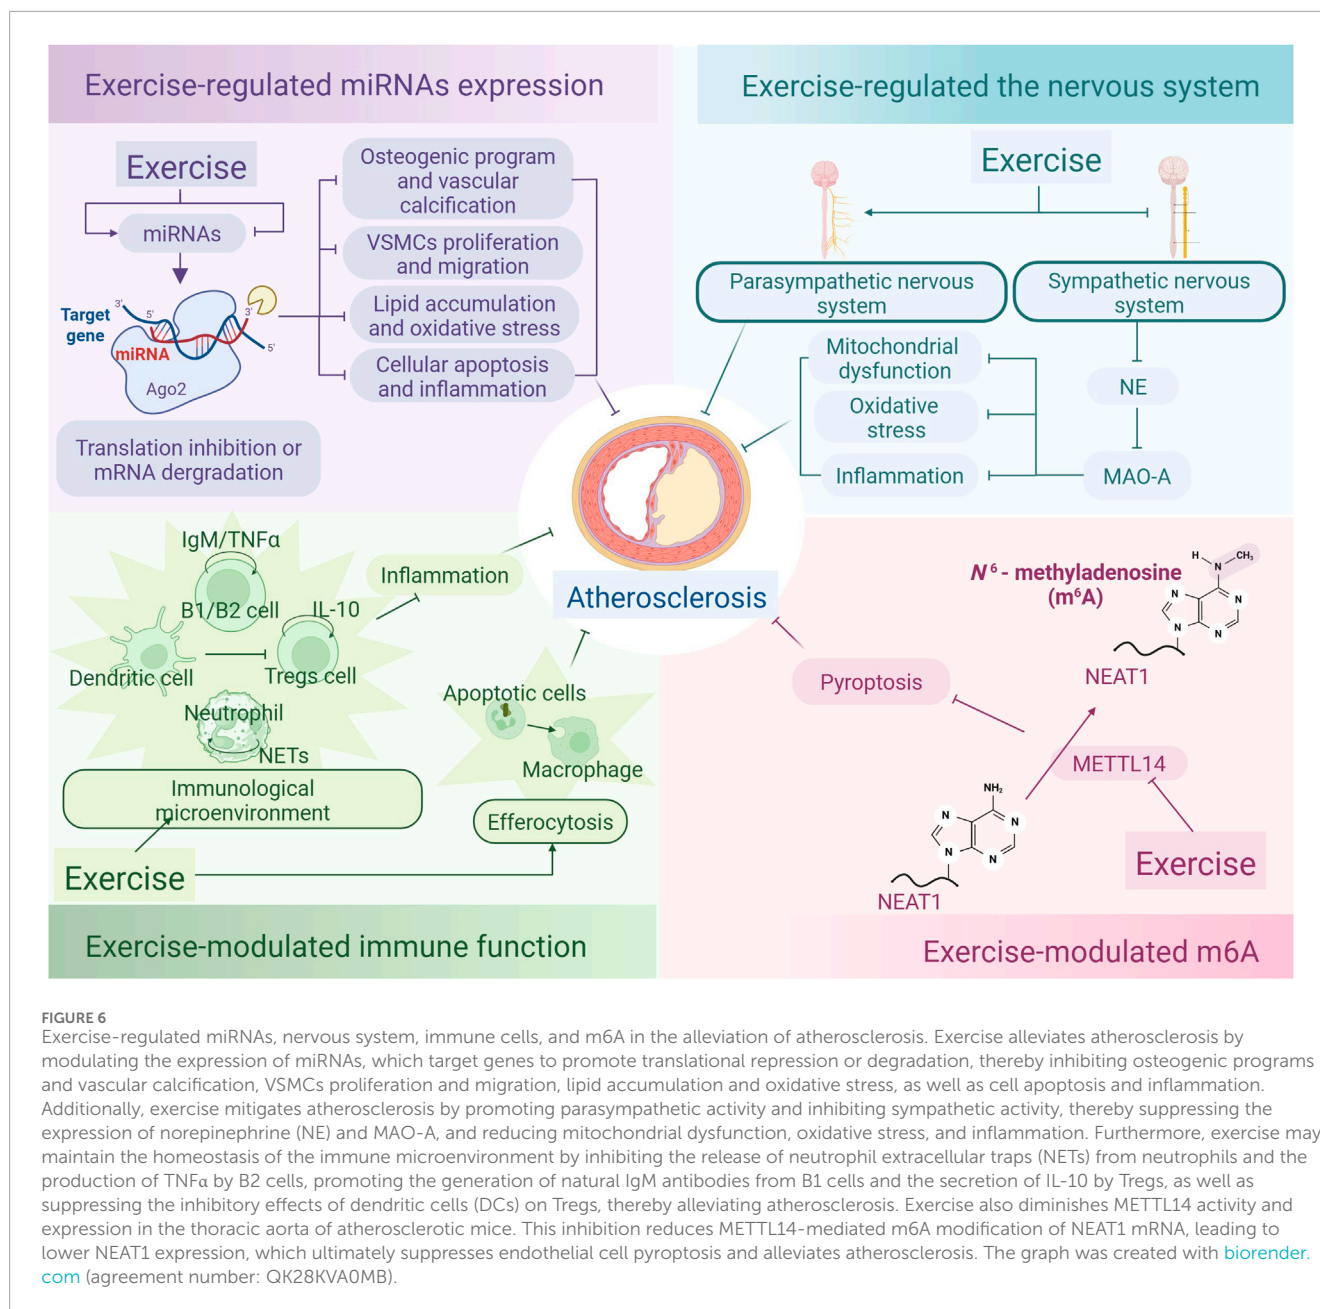 Exercise-regulated miRNAs expression
Exercise
miRNAs
3'
5'
3'
5'
Target
gene
miRNA
Ago2
Translation inhibition or
mRNA dergradation
Osteogenic program
and vascular
calcification
VSMCs proliferation
and migration
Lipid accumulation
and oxidative stress
Cellular apoptosis
and inflammation
Exercise-regulated the nervous system
Exercise
Parasympathetic nervous
system
Sympathetic nervous
system
Mitochondrial
dysfunction
Oxidative
stress
Inflammation
NE
MAO-A
Atherosclerosis
IgM/TNFα
B1/B2 cell
IL-10
Dendritic cell
Tregs cell
Neutrophil
NETs
Inflammation
Immunological
microenvironment
Apoptotic cells
Macrophage
Efferocytosis
Exercise
Exercise-modulated immune function
N⁶- methyladenosine
(m⁶A)
H
N
CH₃
N
N
N
N
NEAT1
Pyroptosis
METTL14
NH₂
N
N
N
N
NEAT1
Exercise
Exercise-modulated m6A
FIGURE 6
Exercise-regulated miRNAs, nervous system, immune cells, and m6A in the alleviation of atherosclerosis. Exercise alleviates atherosclerosis by
modulating the expression of miRNAs, which target genes to promote translational repression or degradation, thereby inhibiting osteogenic programs
and vascular calcification, VSMCs proliferation and migration, lipid accumulation and oxidative stress, as well as cell apoptosis and inflammation.
Additionally, exercise mitigates atherosclerosis by promoting parasympathetic activity and inhibiting sympathetic activity, thereby suppressing the
expression of norepinephrine (NE) and MAO-A, and reducing mitochondrial dysfunction, oxidative stress, and inflammation. Furthermore, exercise may
maintain the homeostasis of the immune microenvironment by inhibiting the release of neutrophil extracellular traps (NETs) from neutrophils and the
production of TNFα by B2 cells, promoting the generation of natural IgM antibodies from B1 cells and the secretion of IL-10 by Tregs, as well as
suppressing the inhibitory effects of dendritic cells (DCs) on Tregs, thereby alleviating atherosclerosis. Exercise also diminishes METTL14 activity and
expression in the thoracic aorta of atherosclerotic mice. This inhibition reduces METTL14-mediated m6A modification of NEAT1 mRNA, leading to
lower NEAT1 expression, which ultimately suppresses endothelial cell pyroptosis and alleviates atherosclerosis. The graph was created with biorender.
com (agreement number: QK28KVA0MB).